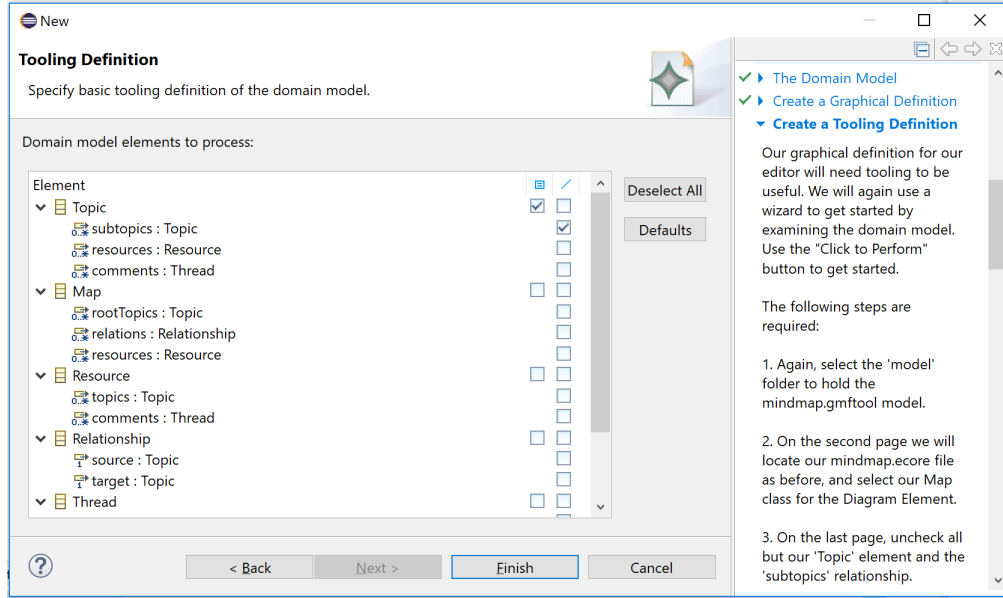 New
Tooling Definition
Specify basic tooling definition of the domain model.
Domain model elements to process:
Element
Topic
subtopics : Topic
resources : Resource
comments : Thread
Map
rootTopics : Topic
relations : Relationship
resources : Resource
Resource
topics : Topic
comments : Thread
Relationship
source : Topic
target : Topic
Thread
Deselect All
Defaults
< Back
Next >
Finish
Cancel
The Domain Model
Create a Graphical Definition
Create a Tooling Definition
Our graphical definition for our
editor will need tooling to be
useful. We will again use a
wizard to get started by
examining the domain model.
Use the "Click to Perform"
button to get started.
The following steps are
required:
1. Again, select the 'model'
folder to hold the
mindmap.gmftool model.
2. On the second page we will
locate our mindmap.ecore file
as before, and select our Map
class for the Diagram Element.
3. On the last page, uncheck all
but our 'Topic' element and the
'subtopics' relationship.